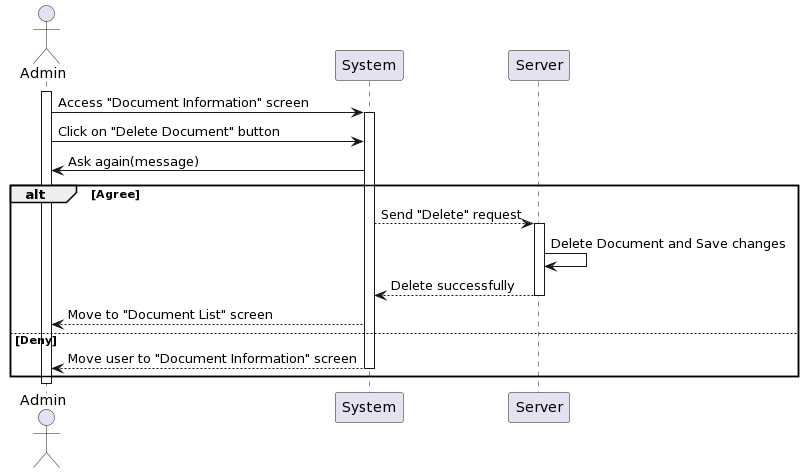 Admin
System
Server
Access "Document Information" screen
Click on "Delete Document" button
Ask again(message)
alt
[Agree]
Send "Delete" request
Delete Document and Save changes
Delete successfully
Move to "Document List" screen
[Deny]
Move user to "Document Information" screen
Admin
System
Server